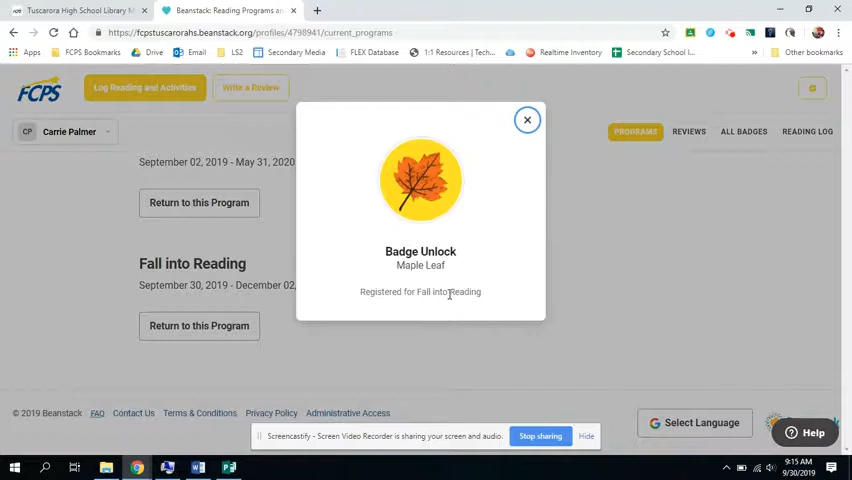 Tuscarora High School Library M
Beanstack: Reading Programs an
https://fcpstuscarorahs.beanstack.org/profiles/4798941/current_programs
Apps
FCPS Bookmarks
Drive
Email
LS2
Secondary Media
FLEX Database
1:1 Resources | Tech...
Realtime Inventory
Secondary School I...
Other bookmarks
FCPS
Log Reading and Activities
Write a Review
CP
Carrie Palmer
PROGRAMS
REVIEWS
ALL BADGES
READING LOG
September 02, 2019 - May 31, 2020
Return to this Program
Fall into Reading
September 30, 2019 - December 02,
Return to this Program
Badge Unlock
Maple Leaf
Registered for Fall into Reading
© 2019 Beanstack
FAQ
Contact Us
Terms & Conditions
Privacy Policy
Administrative Access
G Select Language
Help
Screencastify - Screen Video Recorder is sharing your screen and audio.
Stop sharing
Hide
9:15 AM
9/30/2019